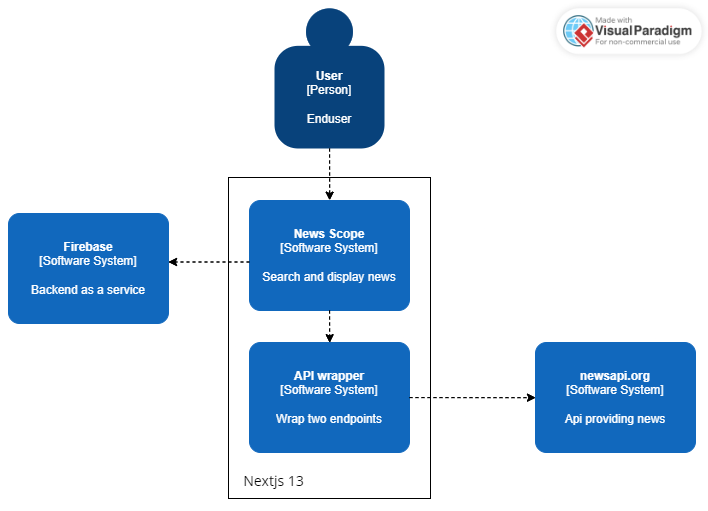 Made with
VisualParadigm
For non-commercial use
User
[Person]
Enduser
News Scope
[Software System]
Search and display news
Firebase
[Software System]
Backend as a service
API wrapper
[Software System]
Wrap two endpoints
newsapi.org
[Software System]
Api providing news
Nextjs 13